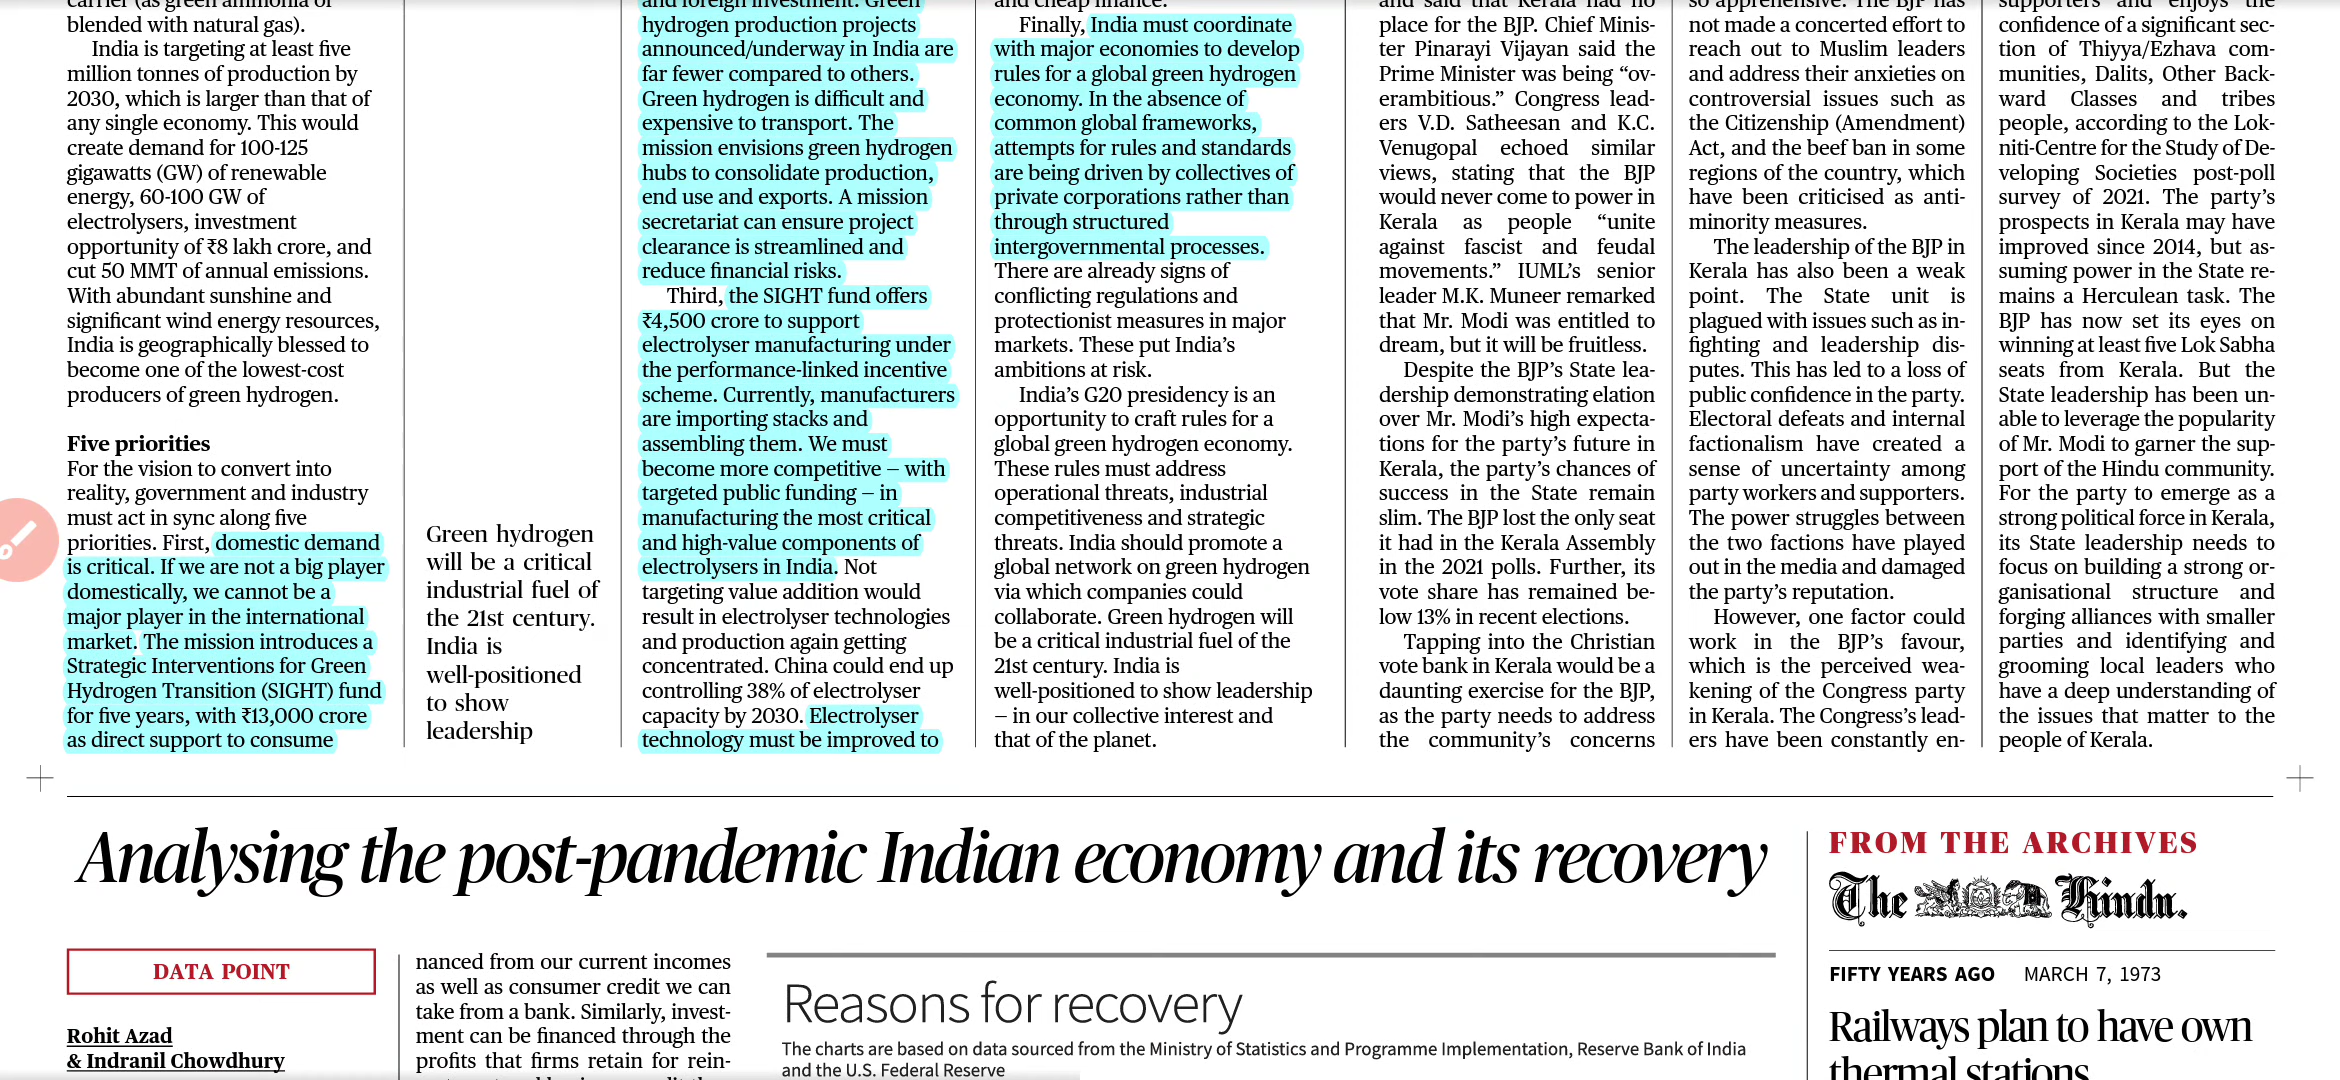 carrier (as green ammonia or
blended with natural gas).
India is targeting at least five
million tonnes of production by
2030, which is larger than that of
any single economy. This would
create demand for 100-125
gigawatts (GW) of renewable
energy, 60-100 GW of
electrolysers, investment
opportunity of ₹8 lakh crore, and
cut 50 MMT of annual emissions.
With abundant sunshine and
significant wind energy resources,
India is geographically blessed to
become one of the lowest-cost
producers of green hydrogen.
Five priorities
For the vision to convert into
reality, government and industry
must act in sync along five
priorities. First, domestic demand
is critical. If we are not a big player
domestically, we cannot be a
major player in the international
market. The mission introduces a
Strategic Interventions for Green
Hydrogen Transition (SIGHT) fund
for five years, with ₹13,000 crore
as direct support to consume
Green hydrogen
will be a critical
industrial fuel of
the 21st century.
India is
well-positioned
to show
leadership
and foreign investment. Green
hydrogen production projects
announced/underway in India are
far fewer compared to others.
Green hydrogen is difficult and
expensive to transport. The
mission envisions green hydrogen
hubs to consolidate production,
end use and exports. A mission
secretariat can ensure project
clearance is streamlined and
reduce financial risks.
Third, the SIGHT fund offers
₹4,500 crore to support
electrolyser manufacturing under
the performance-linked incentive
scheme. Currently, manufacturers
are importing stacks and
assembling them. We must
become more competitive – with
targeted public funding – in
manufacturing the most critical
and high-value components of
electrolysers in India. Not
targeting value addition would
result in electrolyser technologies
and production again getting
concentrated. China could end up
controlling 38% of electrolyser
capacity by 2030. Electrolyser
technology must be improved to
and cheap finance.
Finally, India must coordinate
with major economies to develop
rules for a global green hydrogen
economy. In the absence of
common global frameworks,
attempts for rules and standards
are being driven by collectives of
private corporations rather than
through structured
intergovernmental processes.
There are already signs of
conflicting regulations and
protectionist measures in major
markets. These put India's
ambitions at risk.
India's G20 presidency is an
opportunity to craft rules for a
global green hydrogen economy.
These rules must address
operational threats, industrial
competitiveness and strategic
threats. India should promote a
global network on green hydrogen
via which companies could
collaborate. Green hydrogen will
be a critical industrial fuel of the
21st century. India is
well-positioned to show leadership
– in our collective interest and
that of the planet.
and said that Kerala had no
place for the BJP. Chief Minis-
ter Pinarayi Vijayan said the
Prime Minister was being “ov-
erambitious.” Congress lead-
ers V.D. Satheesan and K.C.
Venugopal echoed similar
views, stating that the BJP
would never come to power in
Kerala as people “unite
against fascist and feudal
movements.” IUML's senior
leader M.K. Muneer remarked
that Mr. Modi was entitled to
dream, but it will be fruitless.
Despite the BJP's State lea-
dership demonstrating elation
over Mr. Modi's high expecta-
tions for the party's future in
Kerala, the party's chances of
success in the State remain
slim. The BJP lost the only seat
it had in the Kerala Assembly
in the 2021 polls. Further, its
vote share has remained be-
low 13% in recent elections.
Tapping into the Christian
vote bank in Kerala would be a
daunting exercise for the BJP,
as the party needs to address
the community's concerns
so apprehensive. The BJP has
not made a concerted effort to
reach out to Muslim leaders
and address their anxieties on
controversial issues such as
the Citizenship (Amendment)
Act, and the beef ban in some
regions of the country, which
have been criticised as anti-
minority measures.
The leadership of the BJP in
Kerala has also been a weak
point. The State unit is
plagued with issues such as in-
fighting and leadership dis-
putes. This has led to a loss of
public confidence in the party.
Electoral defeats and internal
factionalism have created a
sense of uncertainty among
party workers and supporters.
The power struggles between
the two factions have played
out in the media and damaged
the party's reputation.
However, one factor could
work in the BJP's favour,
which is the perceived wea-
kening of the Congress party
in Kerala. The Congress's lead-
ers have been constantly en-
supporters and enjoys the
confidence of a significant sec-
tion of Thiyya/Ezhava com-
munities, Dalits, Other Back-
ward Classes and tribes
people, according to the Lok-
niti-Centre for the Study of De-
veloping Societies post-poll
survey of 2021. The party's
prospects in Kerala may have
improved since 2014, but as-
suming power in the State re-
mains a Herculean task. The
BJP has now set its eyes on
winning at least five Lok Sabha
seats from Kerala. But the
State leadership has been un-
able to leverage the popularity
of Mr. Modi to garner the sup-
port of the Hindu community.
For the party to emerge as a
strong political force in Kerala,
its State leadership needs to
focus on building a strong or-
ganisational structure and
forging alliances with smaller
parties and identifying and
grooming local leaders who
have a deep understanding of
the issues that matter to the
people of Kerala.
Analysing the post-pandemic Indian economy and its recovery
DATA POINT
Rohit Azad
& Indranil Chowdhury
nanced from our current incomes
as well as consumer credit we can
take from a bank. Similarly, invest-
ment can be financed through the
profits that firms retain for rein-
Reasons for recovery
The charts are based on data sourced from the Ministry of Statistics and Programme Implementation, Reserve Bank of India
and the U.S. Federal Reserve
FROM THE ARCHIVES
The Hindu.
FIFTY YEARS AGO MARCH 7, 1973
Railways plan to have own
thermal stations